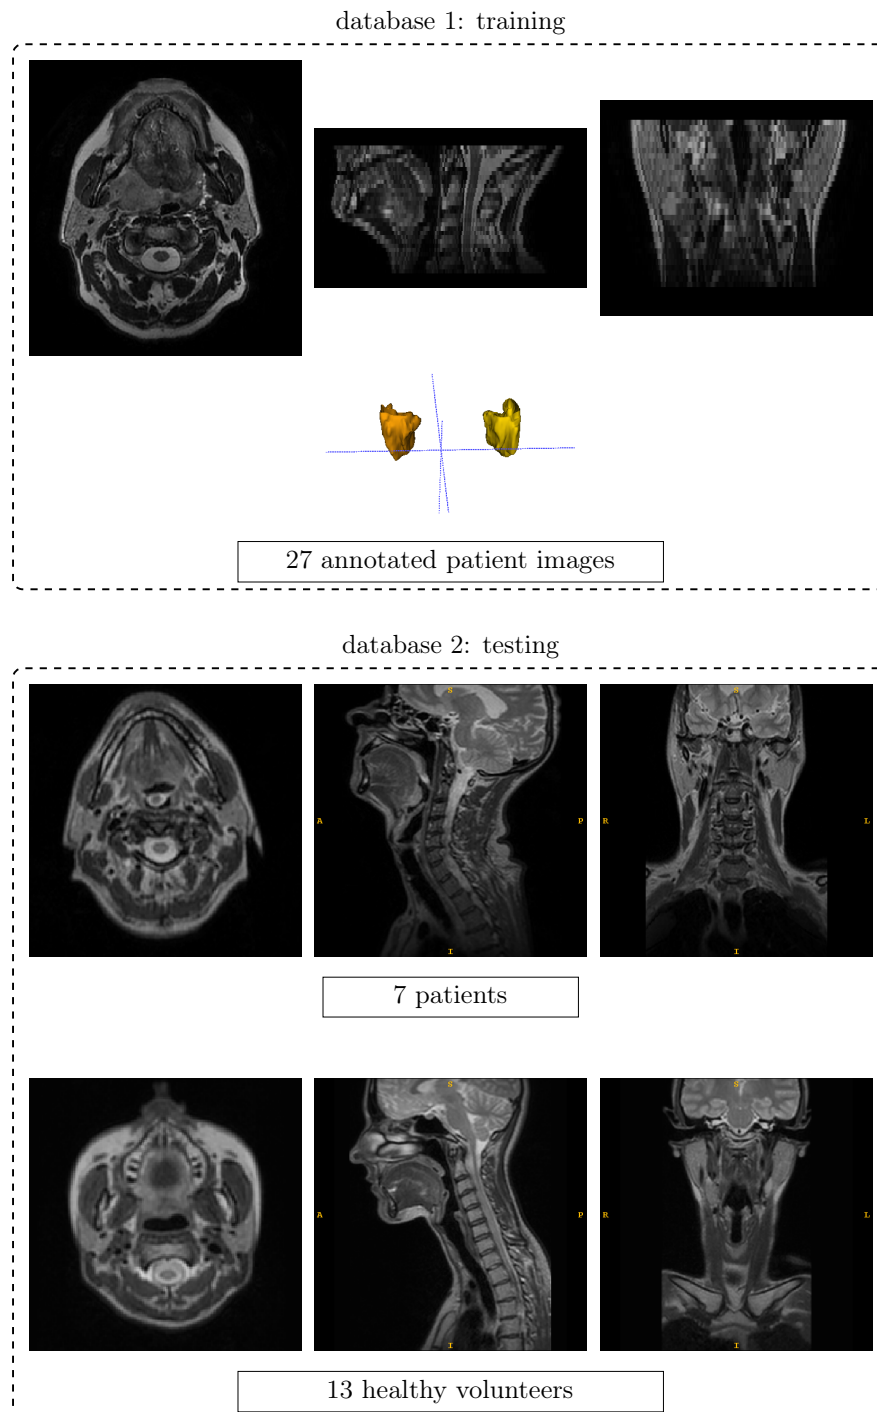 database 1: training
27 annotated patient images
database 2: testing
S S
A P R L
I I
7 patients
S S
A P R L
I I
13 healthy volunteers